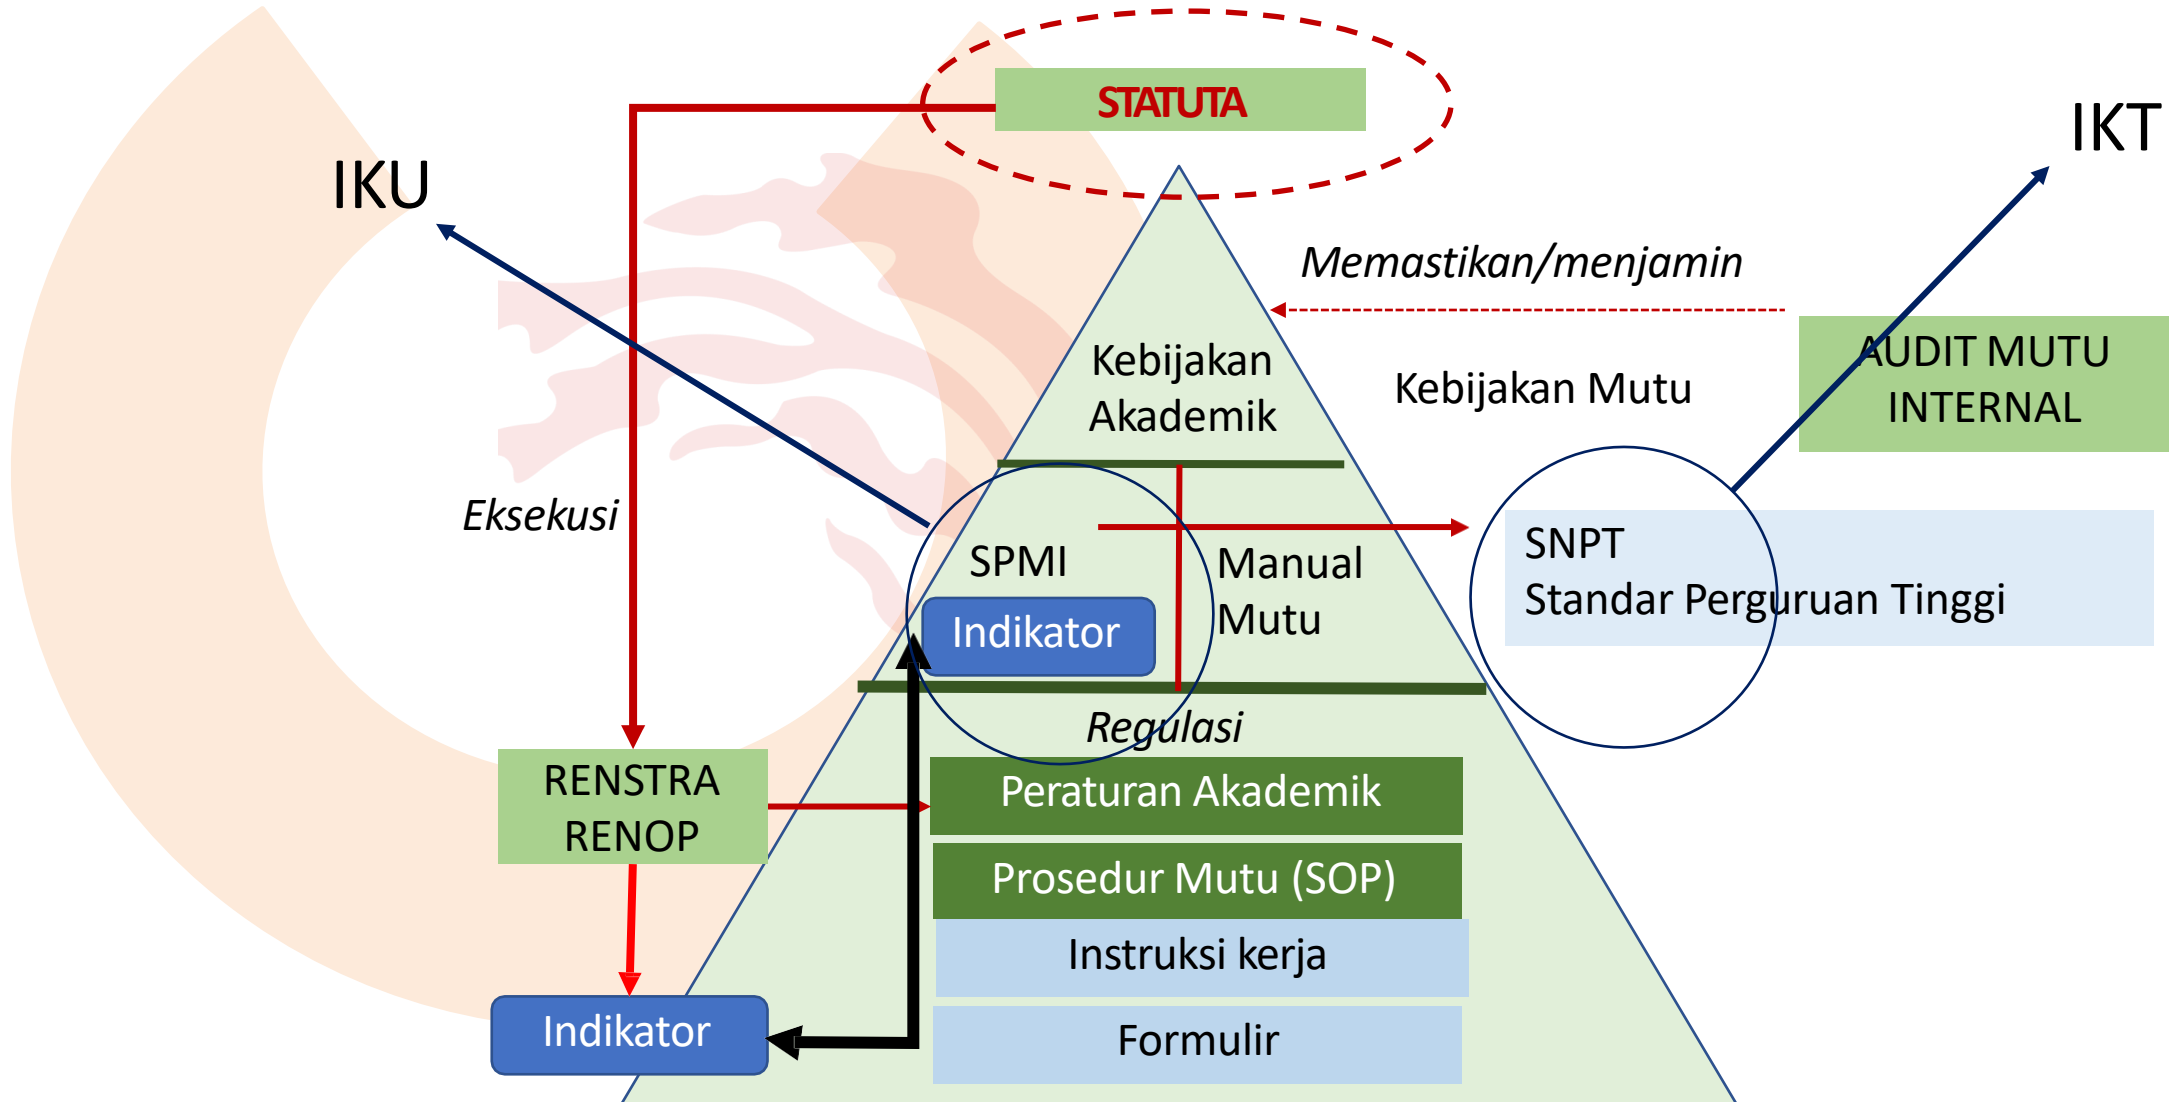 STATUTA
IKT
IKU
Memastikan/menjamin
Kebijakan
Akademik
Kebijakan Mutu
AUDIT MUTU
INTERNAL
Eksekusi
SPMI
Indikator
Manual
Mutu
SNPT
Standar Perguruan Tinggi
Regulasi
RENSTRA
RENOP
Peraturan Akademik
Prosedur Mutu (SOP)
Instruksi kerja
Indikator
Formulir